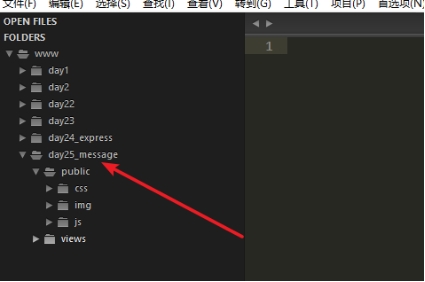 文件(F) 编辑(E) 选择(S) 查找(I) 查看(V) 转到(G) 工具(T) 项目(P) 首选项(N)
OPEN FILES
FOLDERS
www
day1
day2
day22
day23
day24_express
day25_message
public
css
img
js
views
1